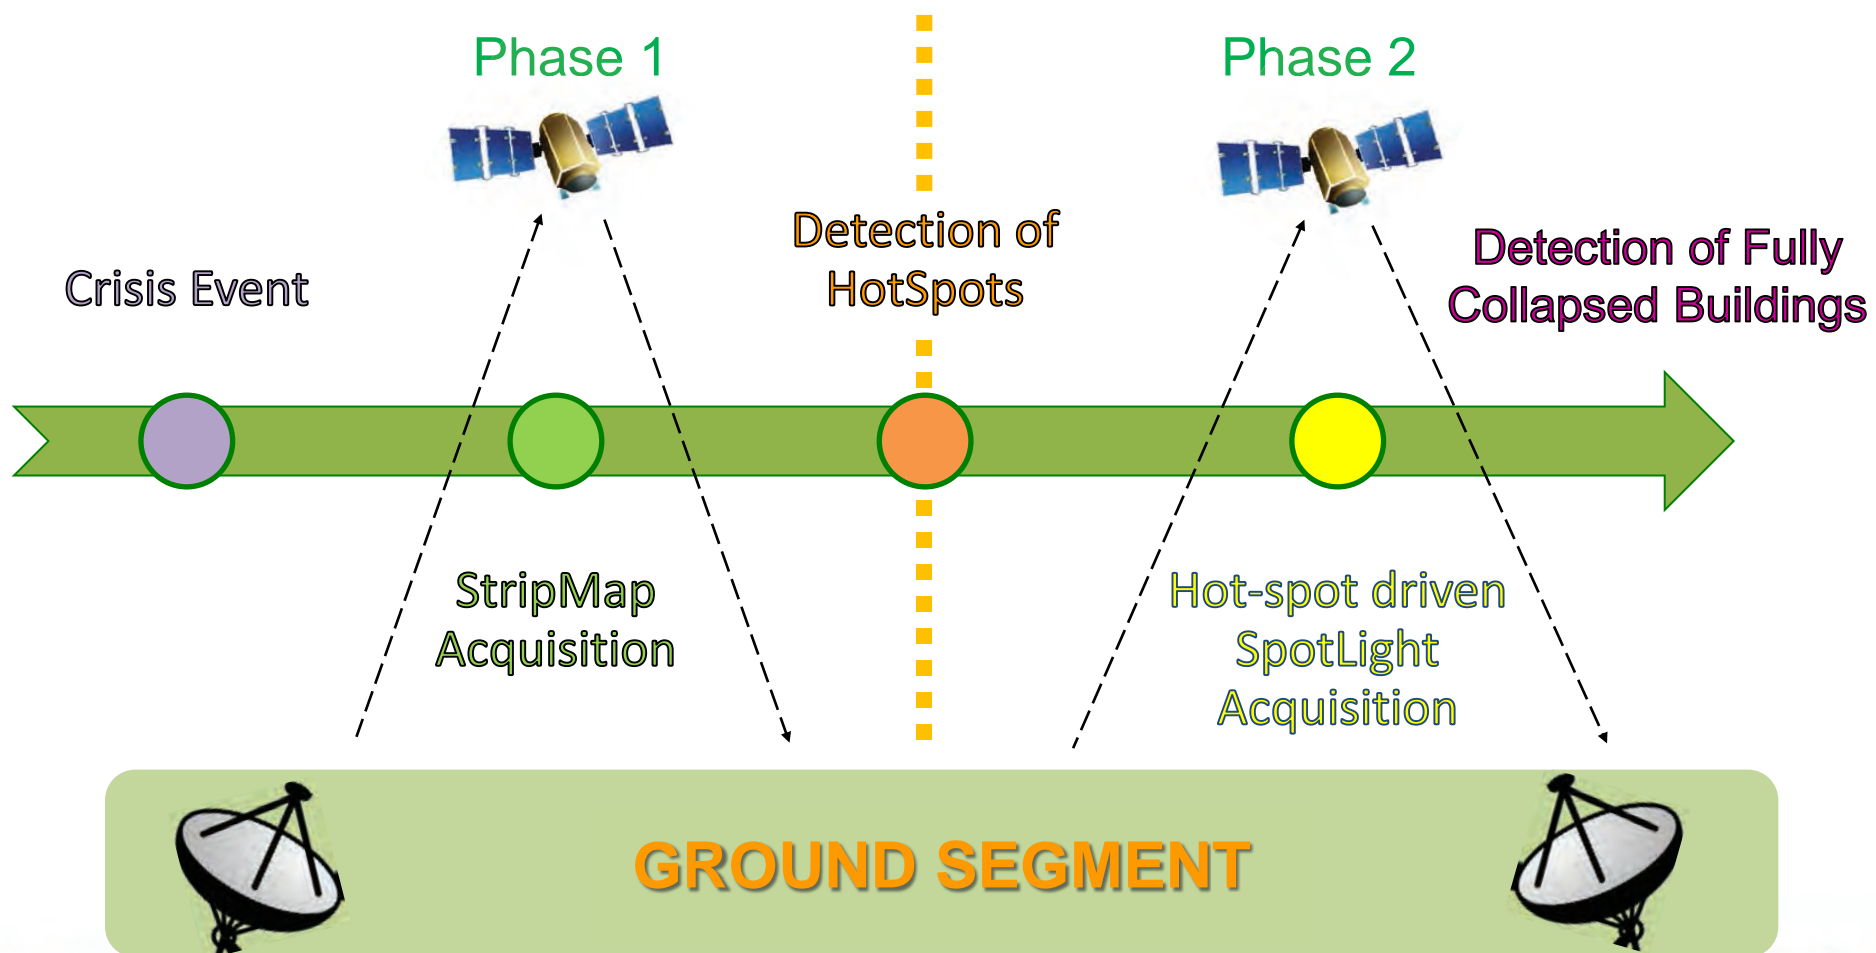 Phase 1
Phase 2
Crisis Event
Detection of
HotSpots
Detection of Fully
Collapsed Buildings
StripMap
Acquisition
Hot-spot driven
SpotLight
Acquisition
GROUND SEGMENT